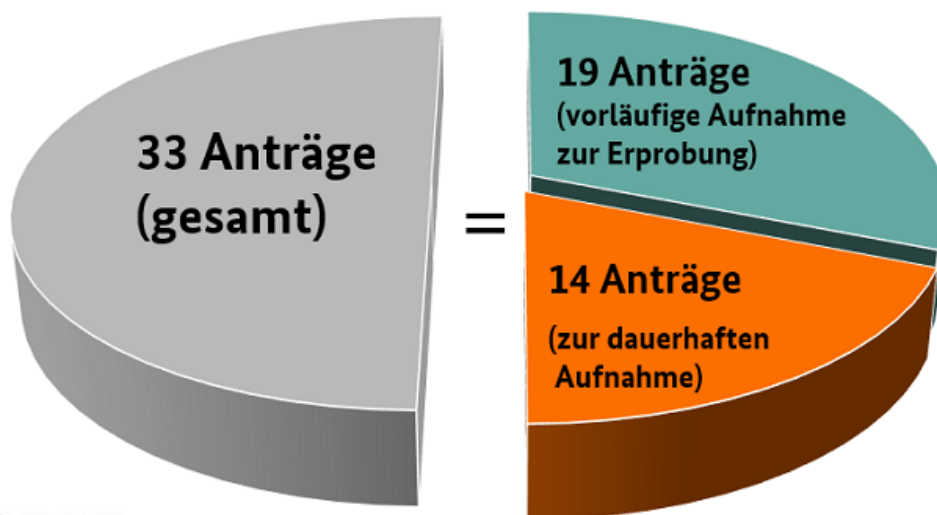 33 Anträge
(gesamt)
=
19 Anträge
(vorläufige Aufnahme
zur Erprobung)
14 Anträge
(zur dauerhaften
Aufnahme)